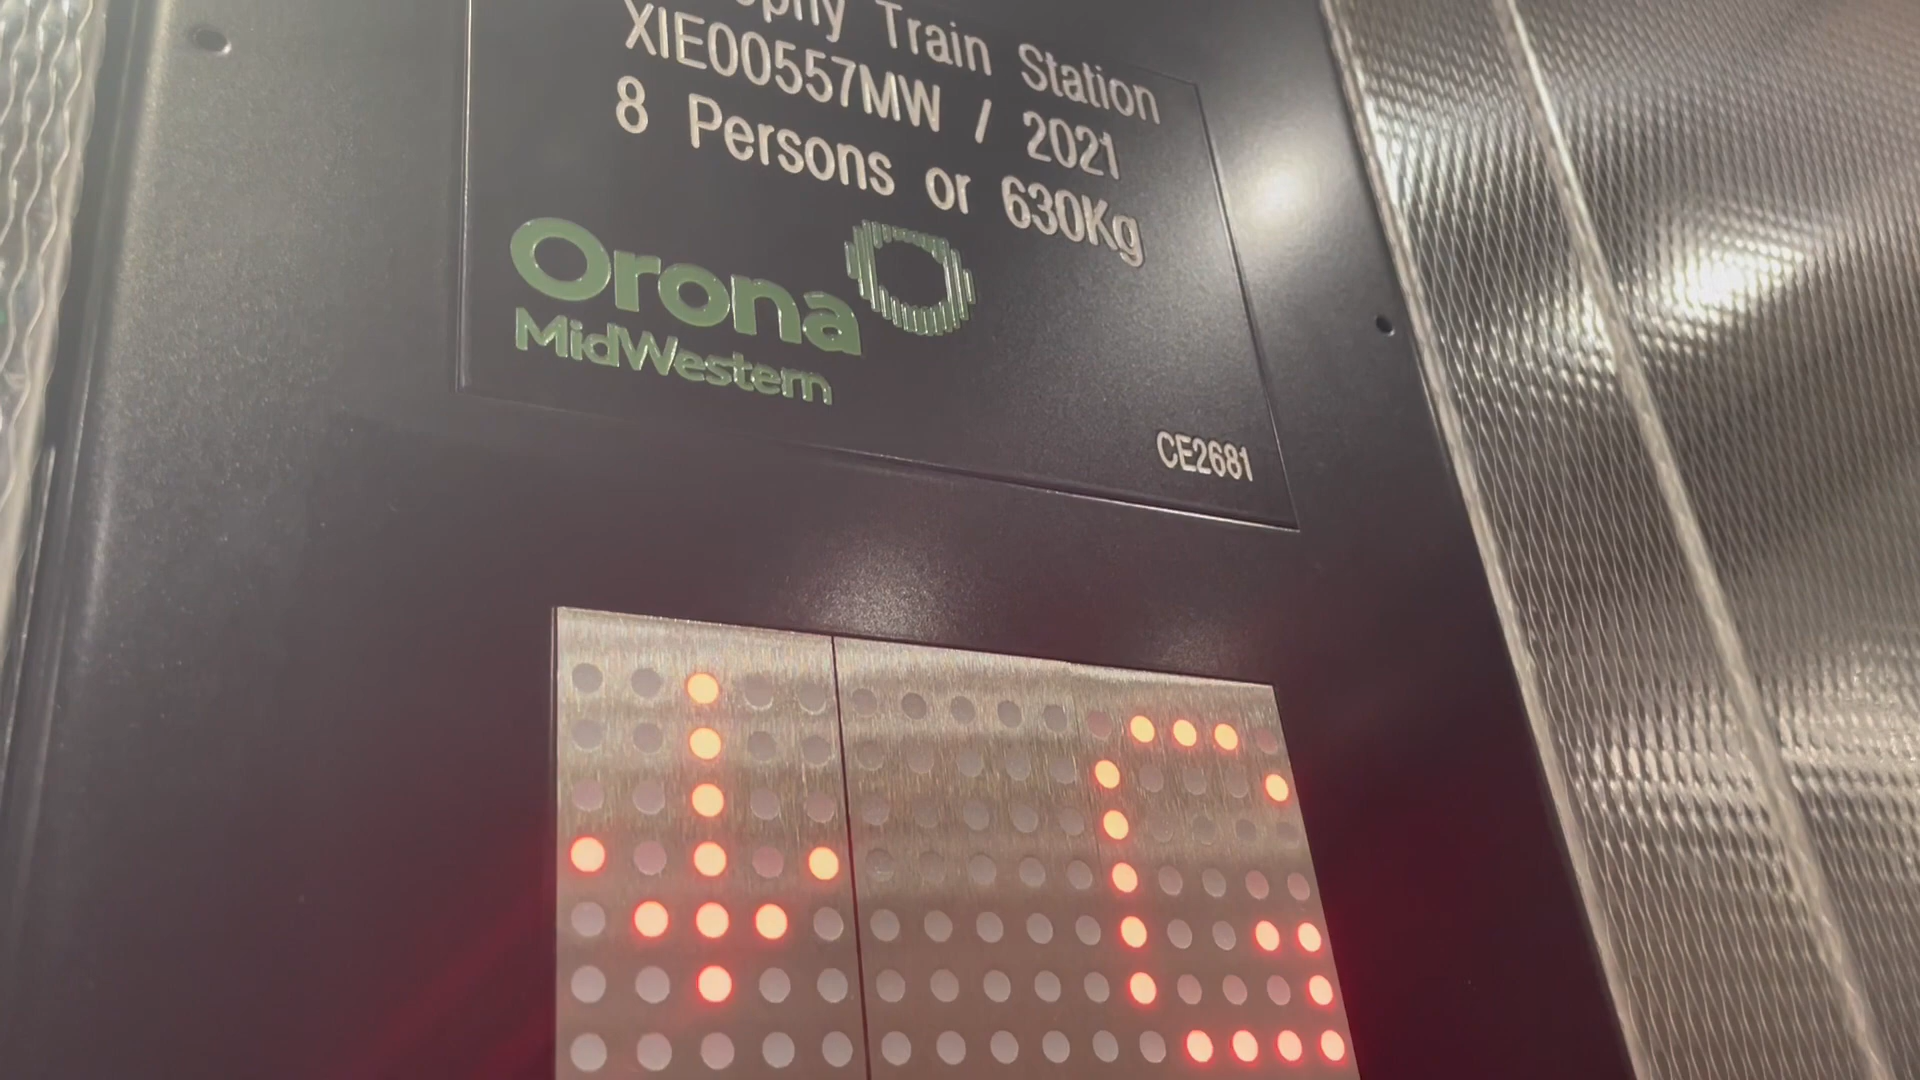 Train Station
XIE00557MW / 2021
8 Persons or 630Kg
Orona
MidWestern
CE2681
G